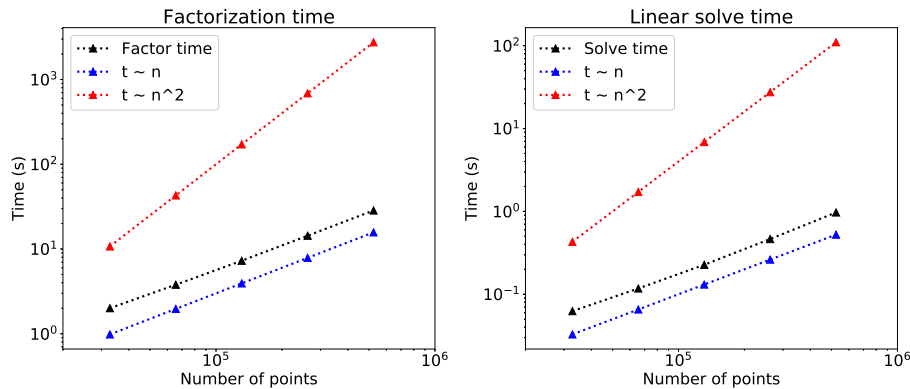 Factorization time
Factor time
t ~ n
t ~ n^2
10^3
10^2
10^1
10^0
Time (s)
10^5
10^6
Number of points
Linear solve time
Solve time
t ~ n
t ~ n^2
10^2
10^1
10^0
10^-1
Time (s)
10^5
10^6
Number of points